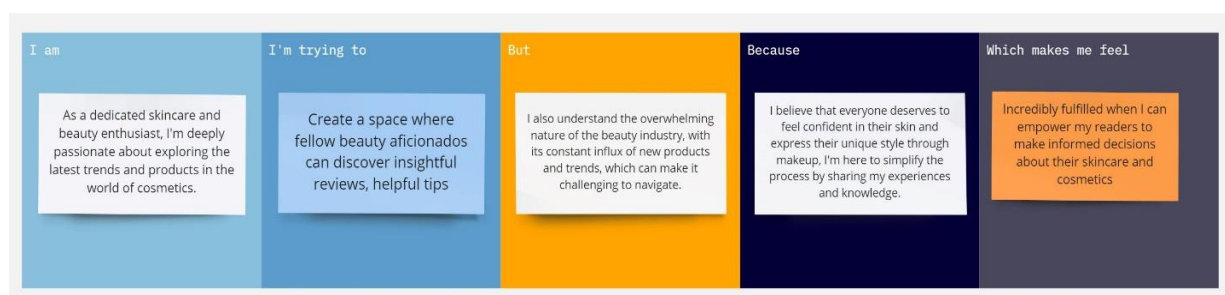 I am
As a dedicated skincare and
beauty enthusiast, I'm deeply
passionate about exploring the
latest trends and products in the
world of cosmetics.
I'm trying to
Create a space where
fellow beauty aficionados
can discover insightful
reviews, helpful tips
But
I also understand the overwhelming
nature of the beauty industry, with
its constant influx of new products
and trends, which can make it
challenging to navigate.
Because
I believe that everyone deserves to
feel confident in their skin and
express their unique style through
makeup, I'm here to simplify the
process by sharing my experiences
and knowledge.
Which makes me feel
Incredibly fulfilled when I can
empower my readers to
make informed decisions
about their skincare and
cosmetics